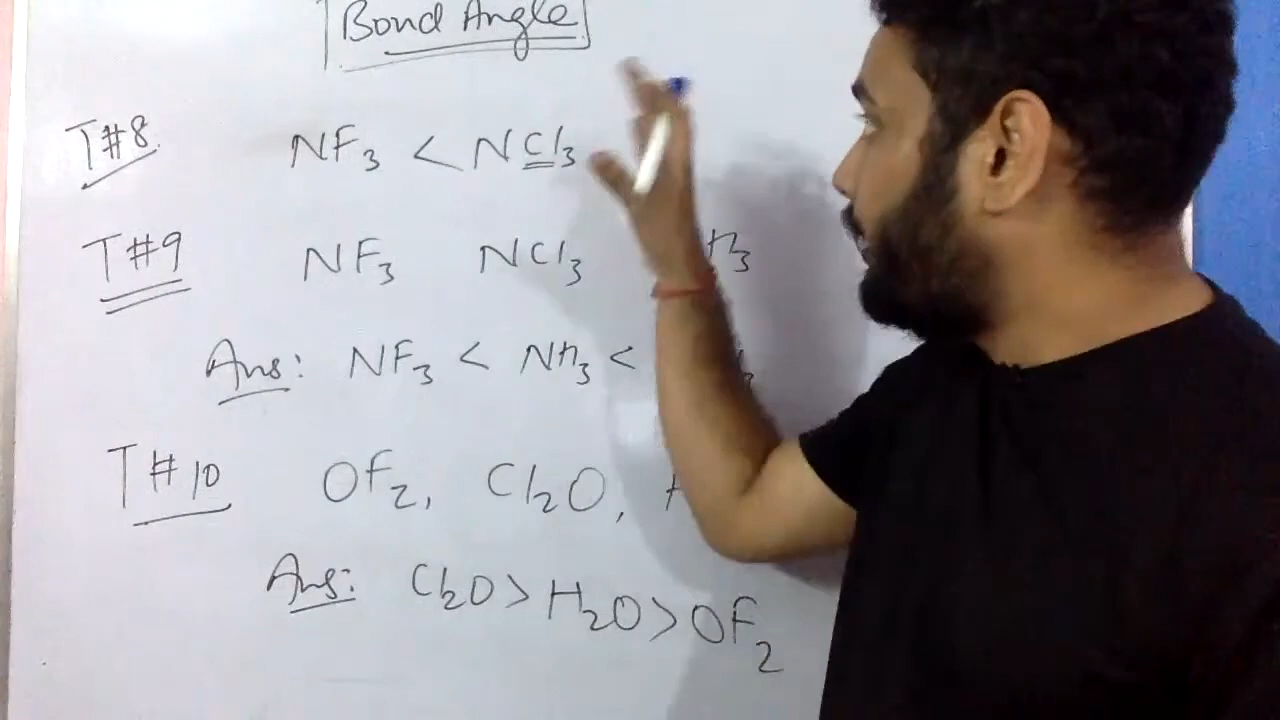 Bond Angle
T#8 NF₃ < NCl₃
T#9 NF₃ NCl₃ H₃
Ans: NF₃ < NH₃ <
T#10 OF₂, Cl₂O,
Ans: Cl₂O > H₂O > OF₂